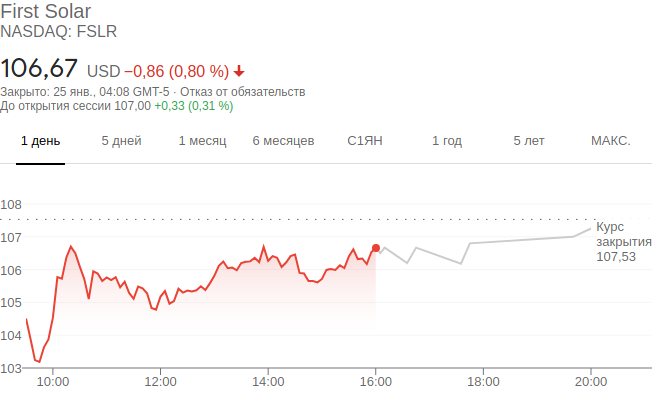 First Solar
NASDAQ: FSLR
106,67 USD −0,86 (0,80 %)
Закрыто: 25 янв., 04:08 GMT-5 · Отказ от обязательств
До открытия сессии 107,00 +0,33 (0,31 %)
1 день 5 дней 1 месяц 6 месяцев С1ЯН 1 год 5 лет МАКС.
108
107
106
105
104
103
Курс
закрытия
107,53
10:00 12:00 14:00 16:00 18:00 20:00